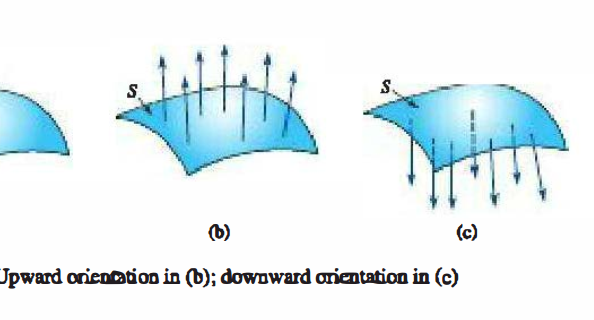 S
S
(b)
(c)
Upward orientation in (b); downward orientation in (c)